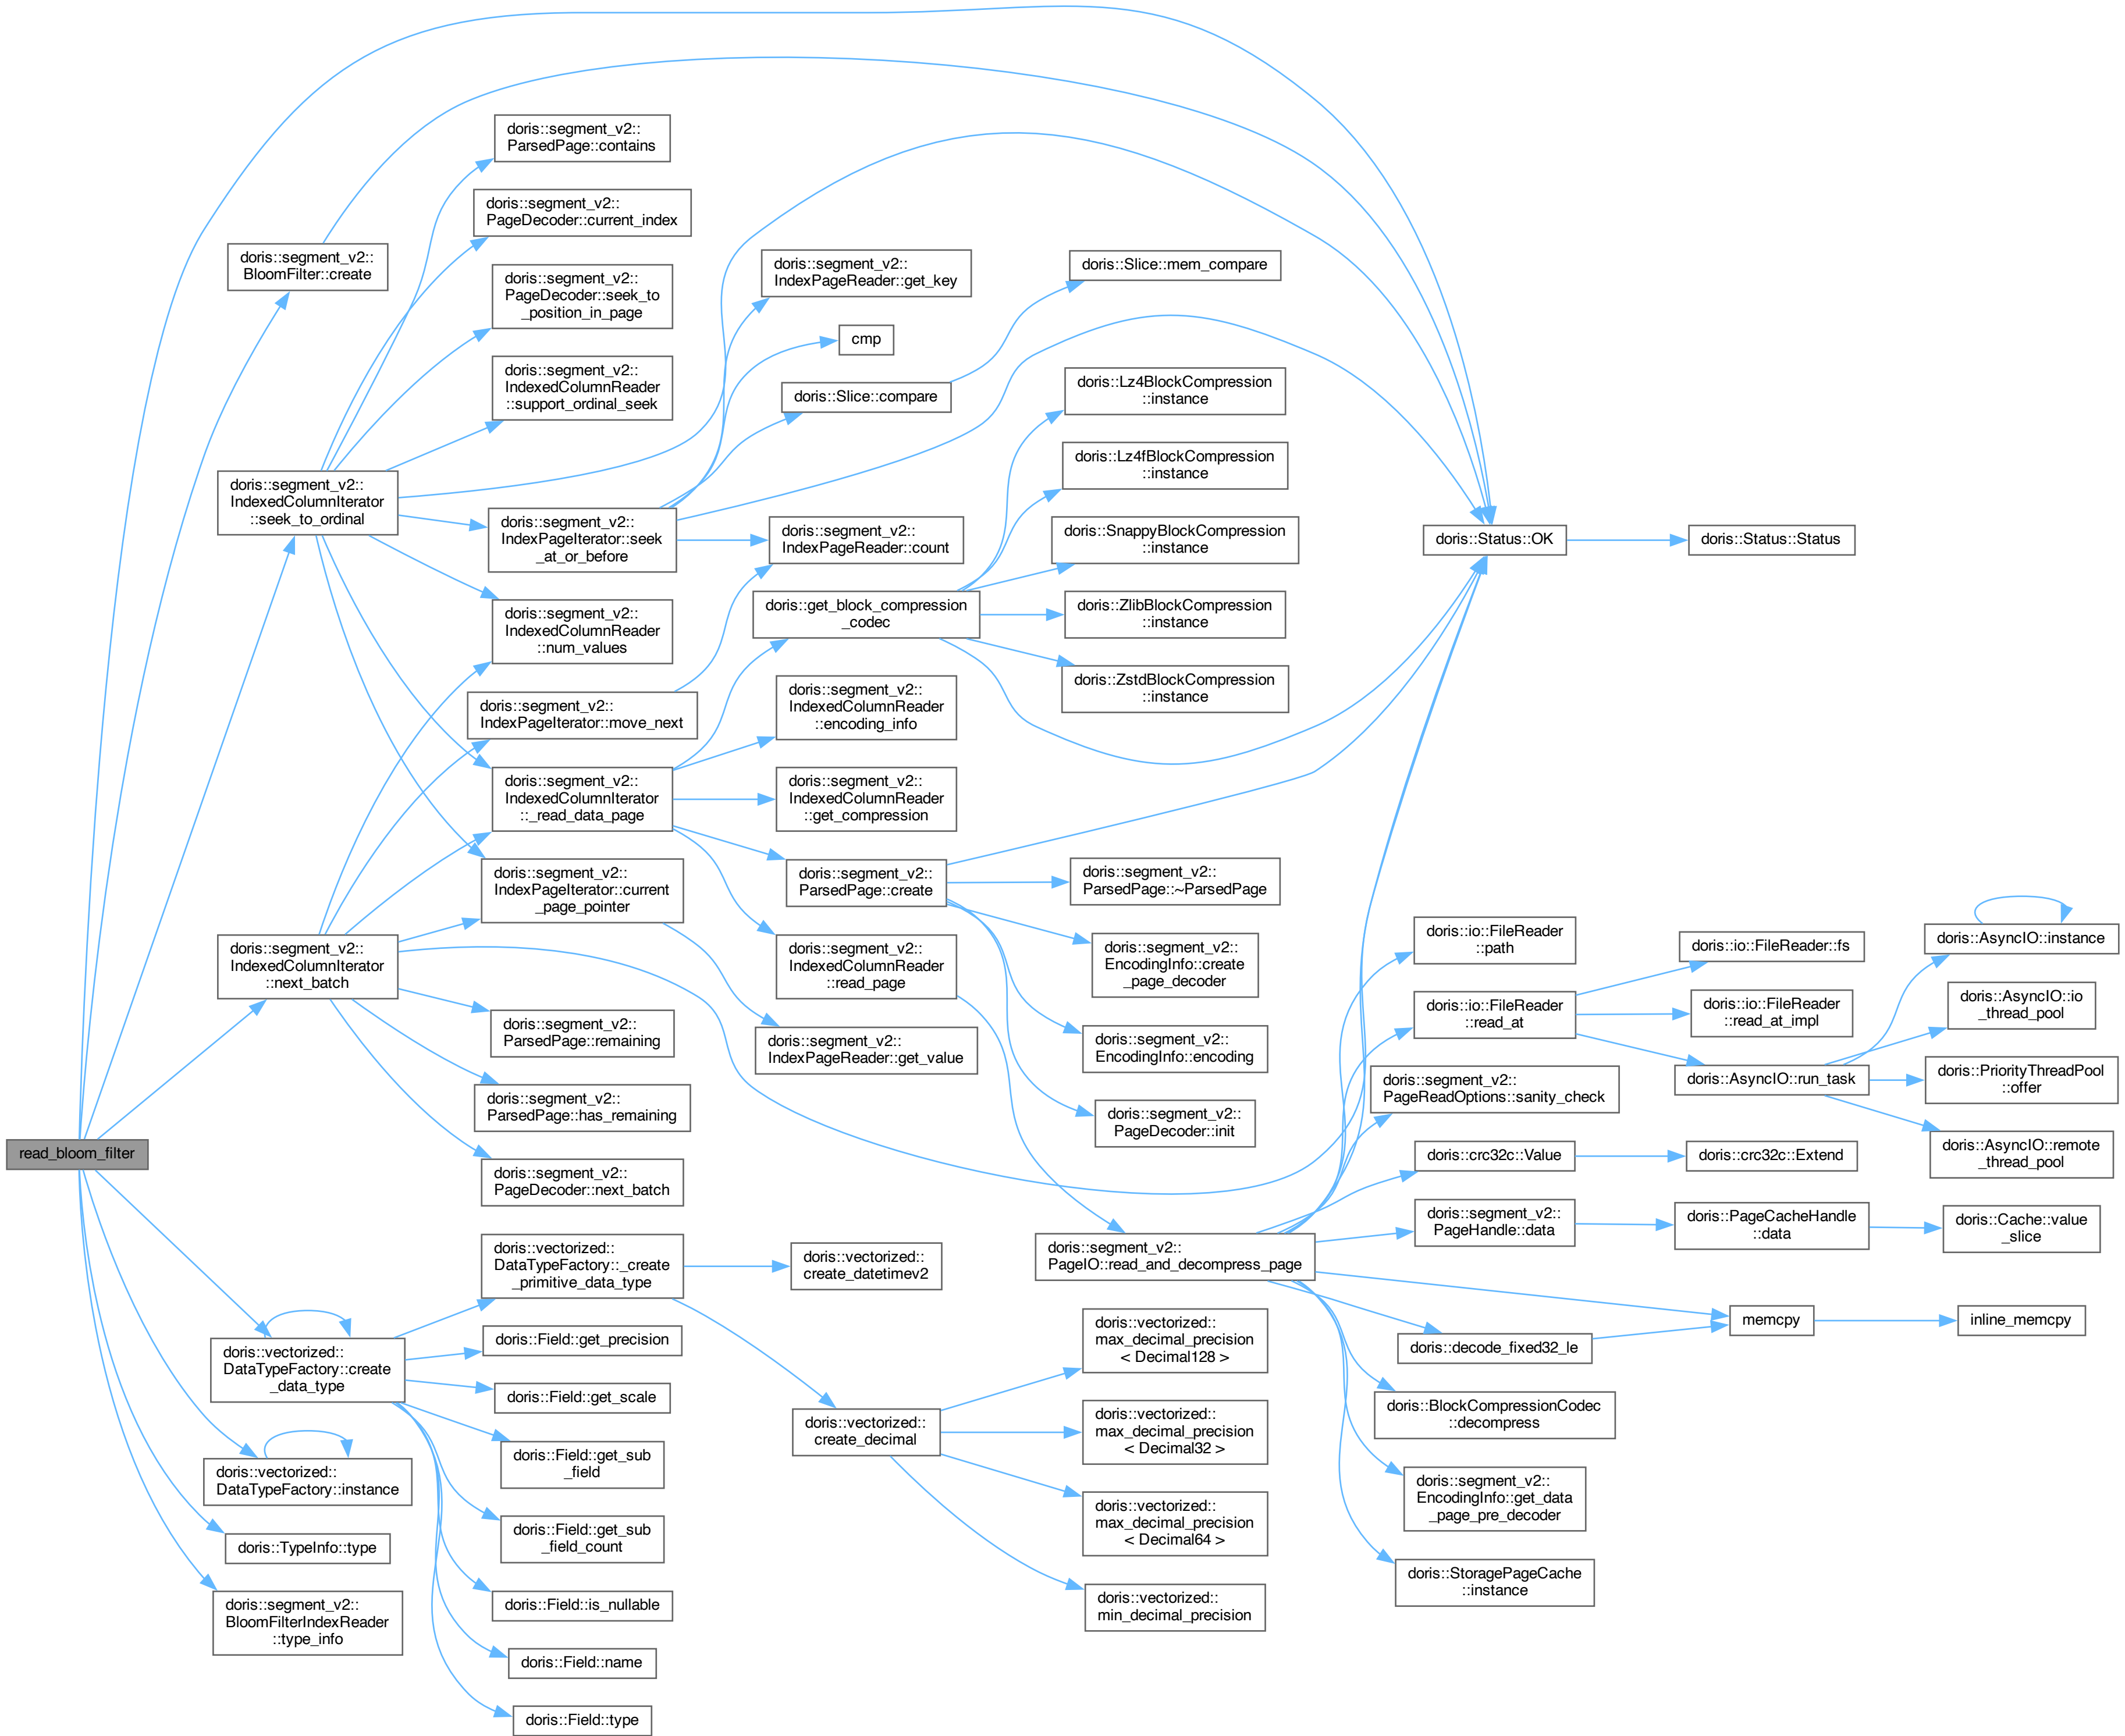 read_bloom_filter
doris::segment_v2::
BloomFilter::create
doris::segment_v2::
IndexedColumnIterator
::seek_to_ordinal
doris::segment_v2::
IndexedColumnIterator
::next_batch
doris::vectorized::
DataTypeFactory::create
_data_type
doris::vectorized::
DataTypeFactory::instance
doris::TypeInfo::type
doris::segment_v2::
BloomFilterIndexReader
::type_info
doris::segment_v2::
ParsedPage::contains
doris::segment_v2::
PageDecoder::current_index
doris::segment_v2::
PageDecoder::seek_to
_position_in_page
doris::segment_v2::
IndexedColumnReader
::support_ordinal_seek
doris::segment_v2::
IndexPageIterator::seek
_at_or_before
doris::segment_v2::
IndexedColumnReader
::num_values
doris::segment_v2::
IndexPageIterator::move_next
doris::segment_v2::
IndexedColumnIterator
::_read_data_page
doris::segment_v2::
IndexPageIterator::current
_page_pointer
doris::segment_v2::
ParsedPage::remaining
doris::segment_v2::
ParsedPage::has_remaining
doris::segment_v2::
PageDecoder::next_batch
doris::vectorized::
DataTypeFactory::_create
_primitive_data_type
doris::Field::get_precision
doris::Field::get_scale
doris::Field::get_sub
_field
doris::Field::get_sub
_field_count
doris::Field::is_nullable
doris::Field::name
doris::Field::type
doris::segment_v2::
IndexPageReader::get_key
cmp
doris::Slice::compare
doris::segment_v2::
IndexPageReader::count
doris::get_block_compression
_codec
doris::segment_v2::
IndexedColumnReader
::encoding_info
doris::segment_v2::
IndexedColumnReader
::get_compression
doris::segment_v2::
ParsedPage::create
doris::segment_v2::
IndexedColumnReader
::read_page
doris::segment_v2::
IndexPageReader::get_value
doris::vectorized::
create_datetimev2
doris::vectorized::
create_decimal
doris::Slice::mem_compare
doris::Lz4BlockCompression
::instance
doris::Lz4fBlockCompression
::instance
doris::SnappyBlockCompression
::instance
doris::ZlibBlockCompression
::instance
doris::ZstdBlockCompression
::instance
doris::segment_v2::
ParsedPage::~ParsedPage
doris::segment_v2::
EncodingInfo::create
_page_decoder
doris::segment_v2::
EncodingInfo::encoding
doris::segment_v2::
PageDecoder::init
doris::segment_v2::
PageIO::read_and_decompress_page
doris::vectorized::
max_decimal_precision
< Decimal128 >
doris::vectorized::
max_decimal_precision
< Decimal32 >
doris::vectorized::
max_decimal_precision
< Decimal64 >
doris::vectorized::
min_decimal_precision
doris::Status::OK
doris::io::FileReader
::path
doris::io::FileReader
::read_at
doris::segment_v2::
PageReadOptions::sanity_check
doris::crc32c::Value
doris::segment_v2::
PageHandle::data
doris::decode_fixed32_le
doris::BlockCompressionCodec
::decompress
doris::segment_v2::
EncodingInfo::get_data
_page_pre_decoder
doris::StoragePageCache
::instance
doris::Status::Status
doris::io::FileReader::fs
doris::io::FileReader
::read_at_impl
doris::AsyncIO::run_task
doris::crc32c::Extend
doris::PageCacheHandle
::data
memcpy
doris::AsyncIO::instance
doris::AsyncIO::io
_thread_pool
doris::PriorityThreadPool
::offer
doris::AsyncIO::remote
_thread_pool
doris::Cache::value
_slice
inline_memcpy